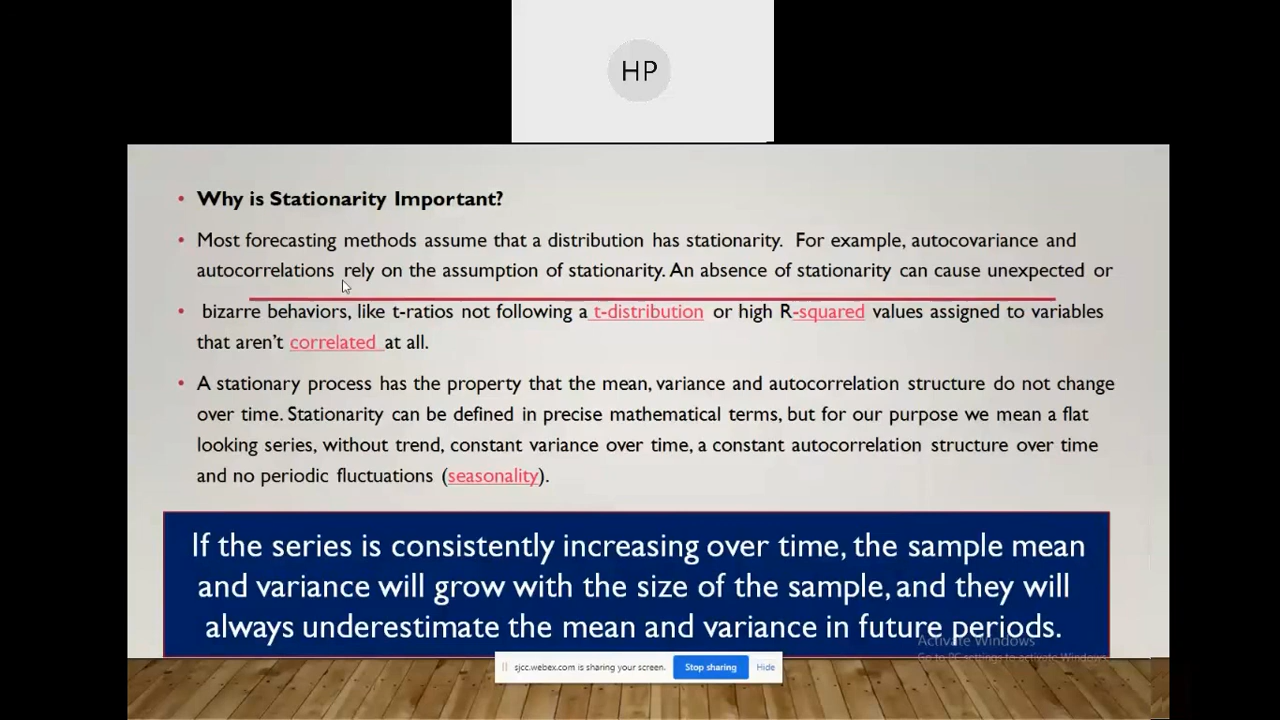 HP
Why is Stationarity Important?
Most forecasting methods assume that a distribution has stationarity. For example, autocovariance and
autocorrelations rely on the assumption of stationarity. An absence of stationarity can cause unexpected or
bizarre behaviors, like t-ratios not following a t-distribution or high R-squared values assigned to variables
that aren't correlated at all.
A stationary process has the property that the mean, variance and autocorrelation structure do not change
over time. Stationarity can be defined in precise mathematical terms, but for our purpose we mean a flat
looking series, without trend, constant variance over time, a constant autocorrelation structure over time
and no periodic fluctuations (seasonality).
If the series is consistently increasing over time, the sample mean
and variance will grow with the size of the sample, and they will
always underestimate the mean and variance in future periods.
Activate Windows
Go to PC settings to activate Windows.
sjcc.webex.com is sharing your screen. Stop sharing Hide